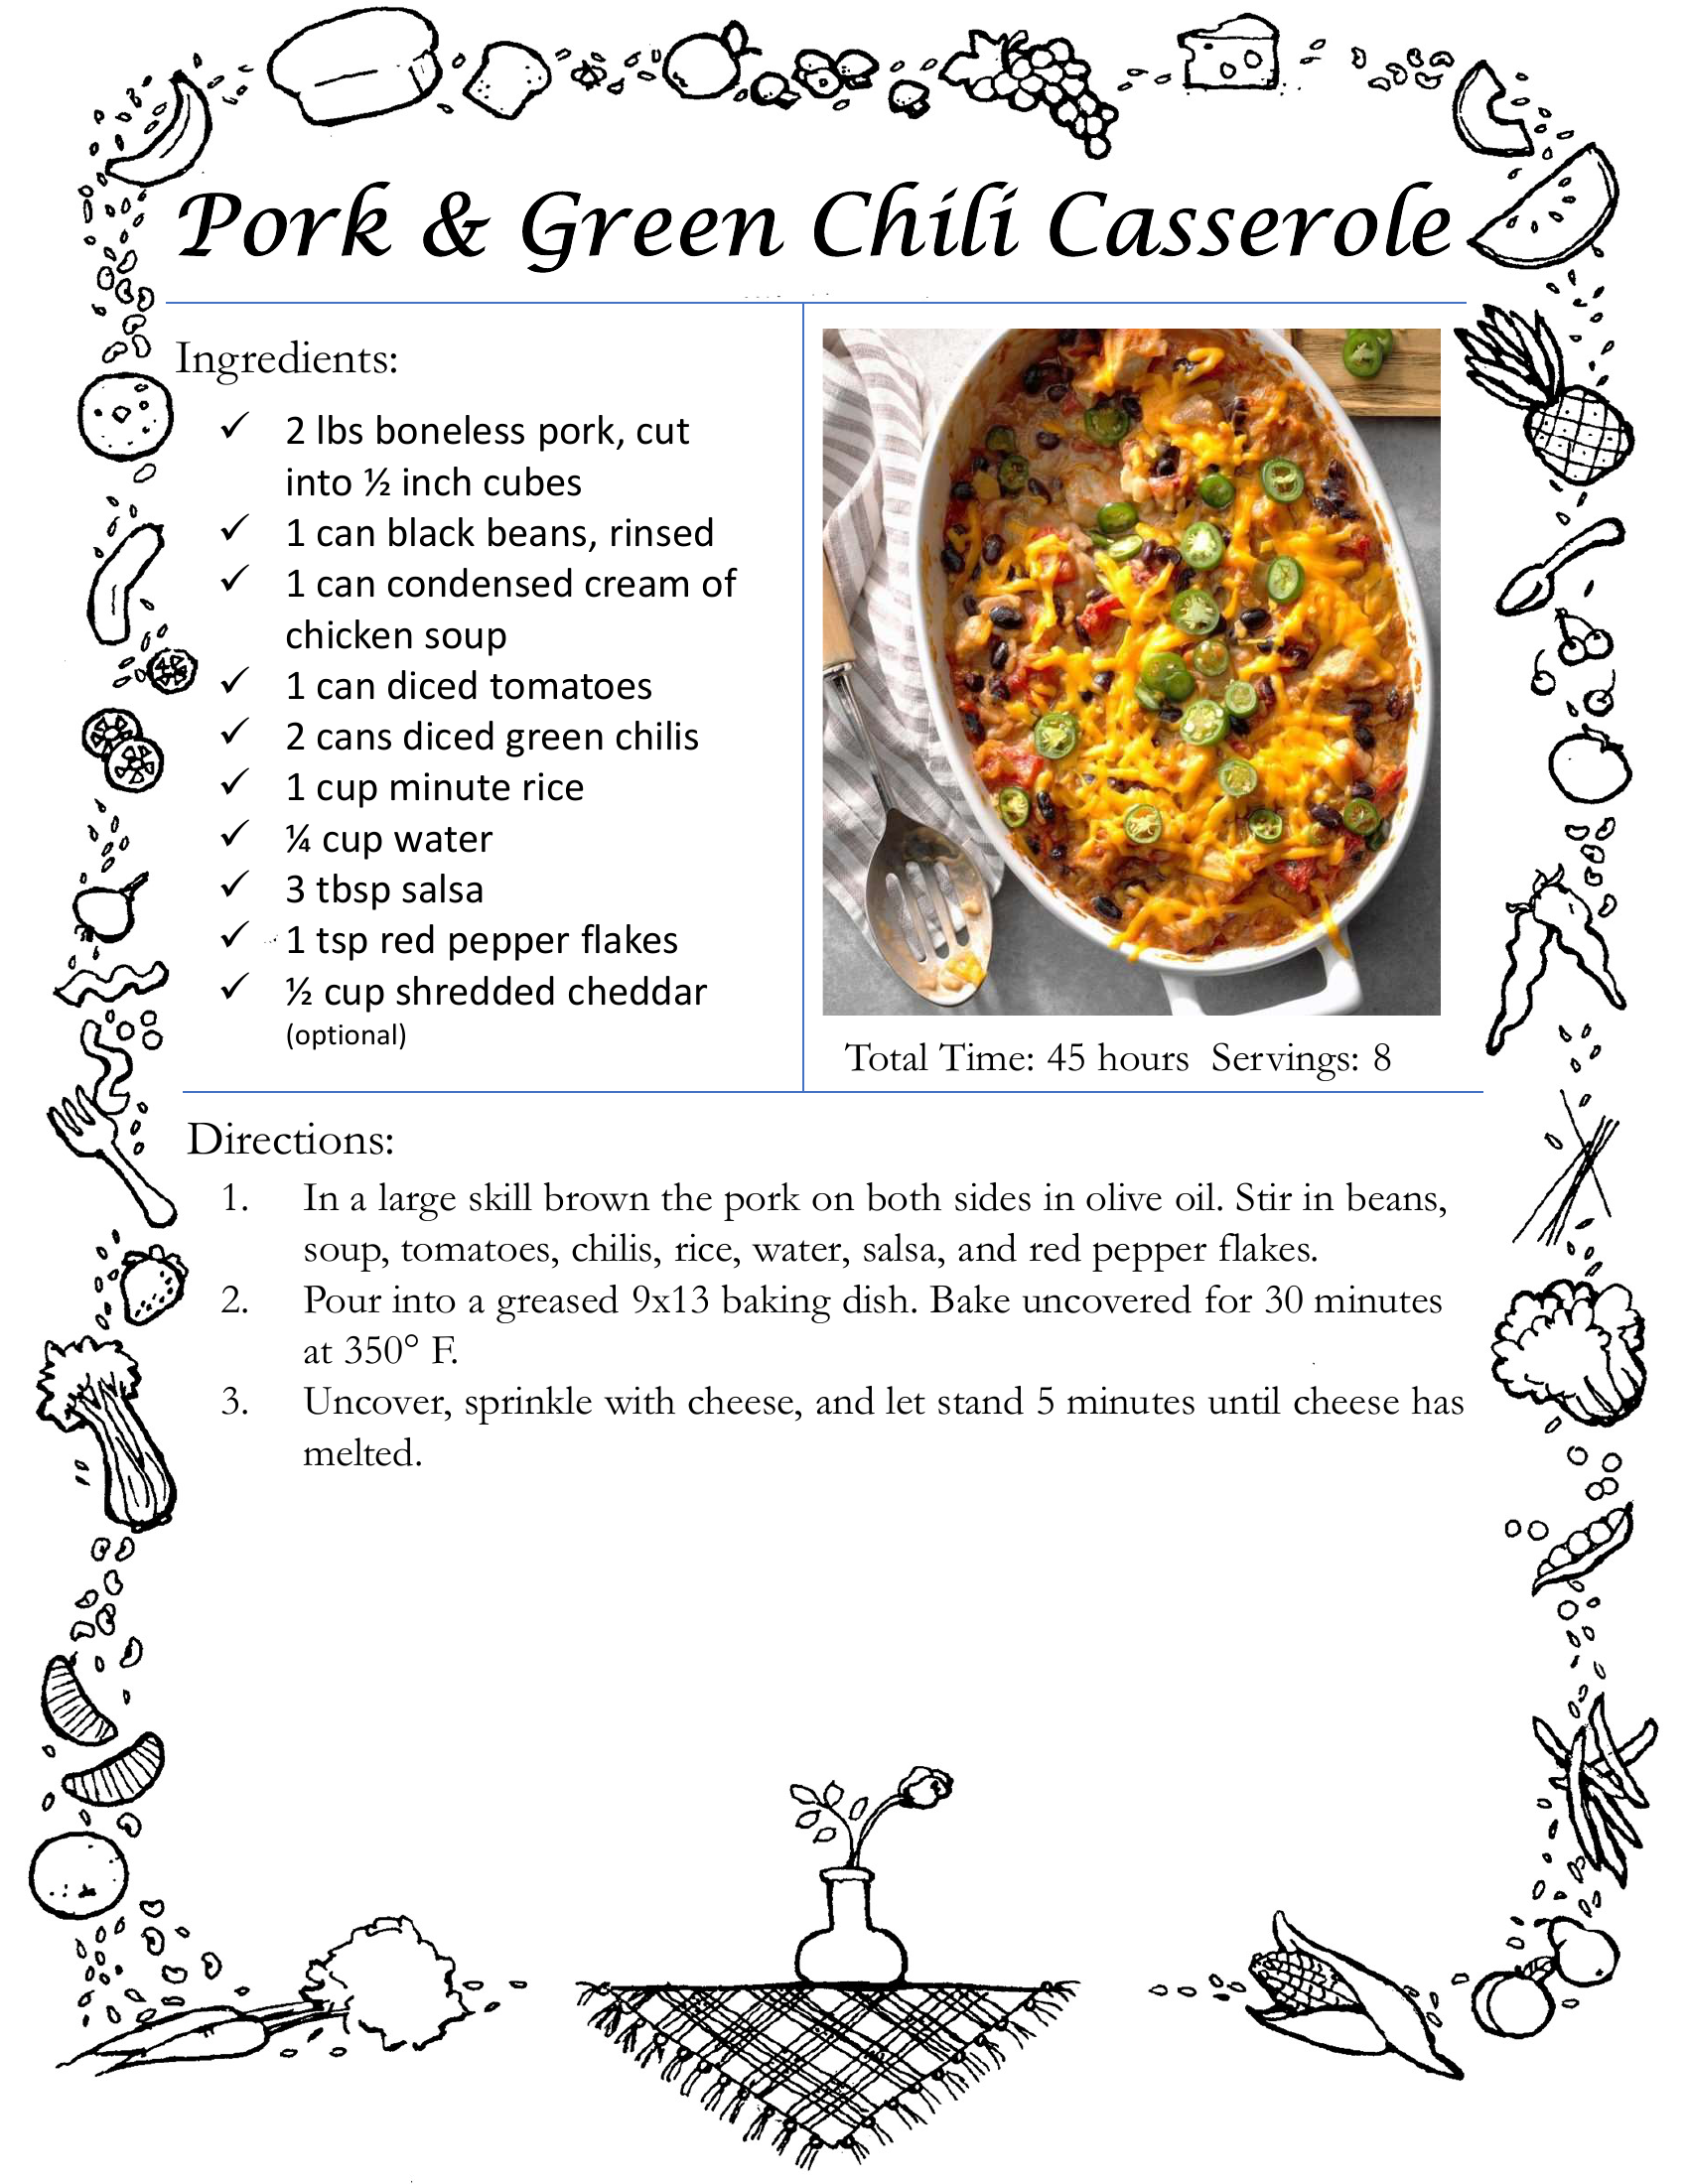 Pork & Green Chili Casserole
Ingredients:
✓ 2 lbs boneless pork, cut
into ½ inch cubes
✓ 1 can black beans, rinsed
✓ 1 can condensed cream of
chicken soup
✓ 1 can diced tomatoes
✓ 2 cans diced green chilis
✓ 1 cup minute rice
✓ ¼ cup water
✓ 3 tbsp salsa
✓ 1 tsp red pepper flakes
✓ ½ cup shredded cheddar
(optional)
Total Time: 45 hours  Servings: 8
Directions:
1. In a large skill brown the pork on both sides in olive oil. Stir in beans,
soup, tomatoes, chilis, rice, water, salsa, and red pepper flakes.
2. Pour into a greased 9x13 baking dish. Bake uncovered for 30 minutes
at 350° F.
3. Uncover, sprinkle with cheese, and let stand 5 minutes until cheese has
melted.